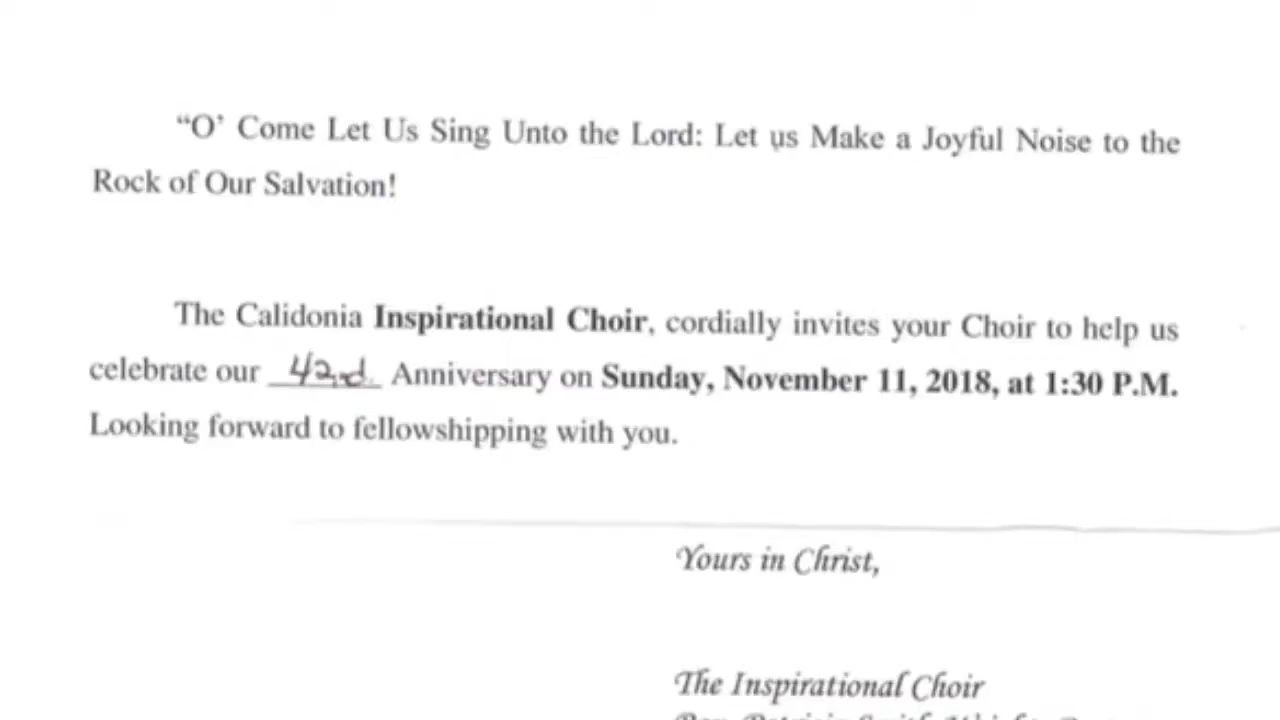 “O’ Come Let Us Sing Unto the Lord: Let us Make a Joyful Noise to the
Rock of Our Salvation!
The Calidonia Inspirational Choir, cordially invites your Choir to help us
celebrate our 42nd Anniversary on Sunday, November 11, 2018, at 1:30 P.M.
Looking forward to fellowshipping with you.
Yours in Christ,
The Inspirational Choir